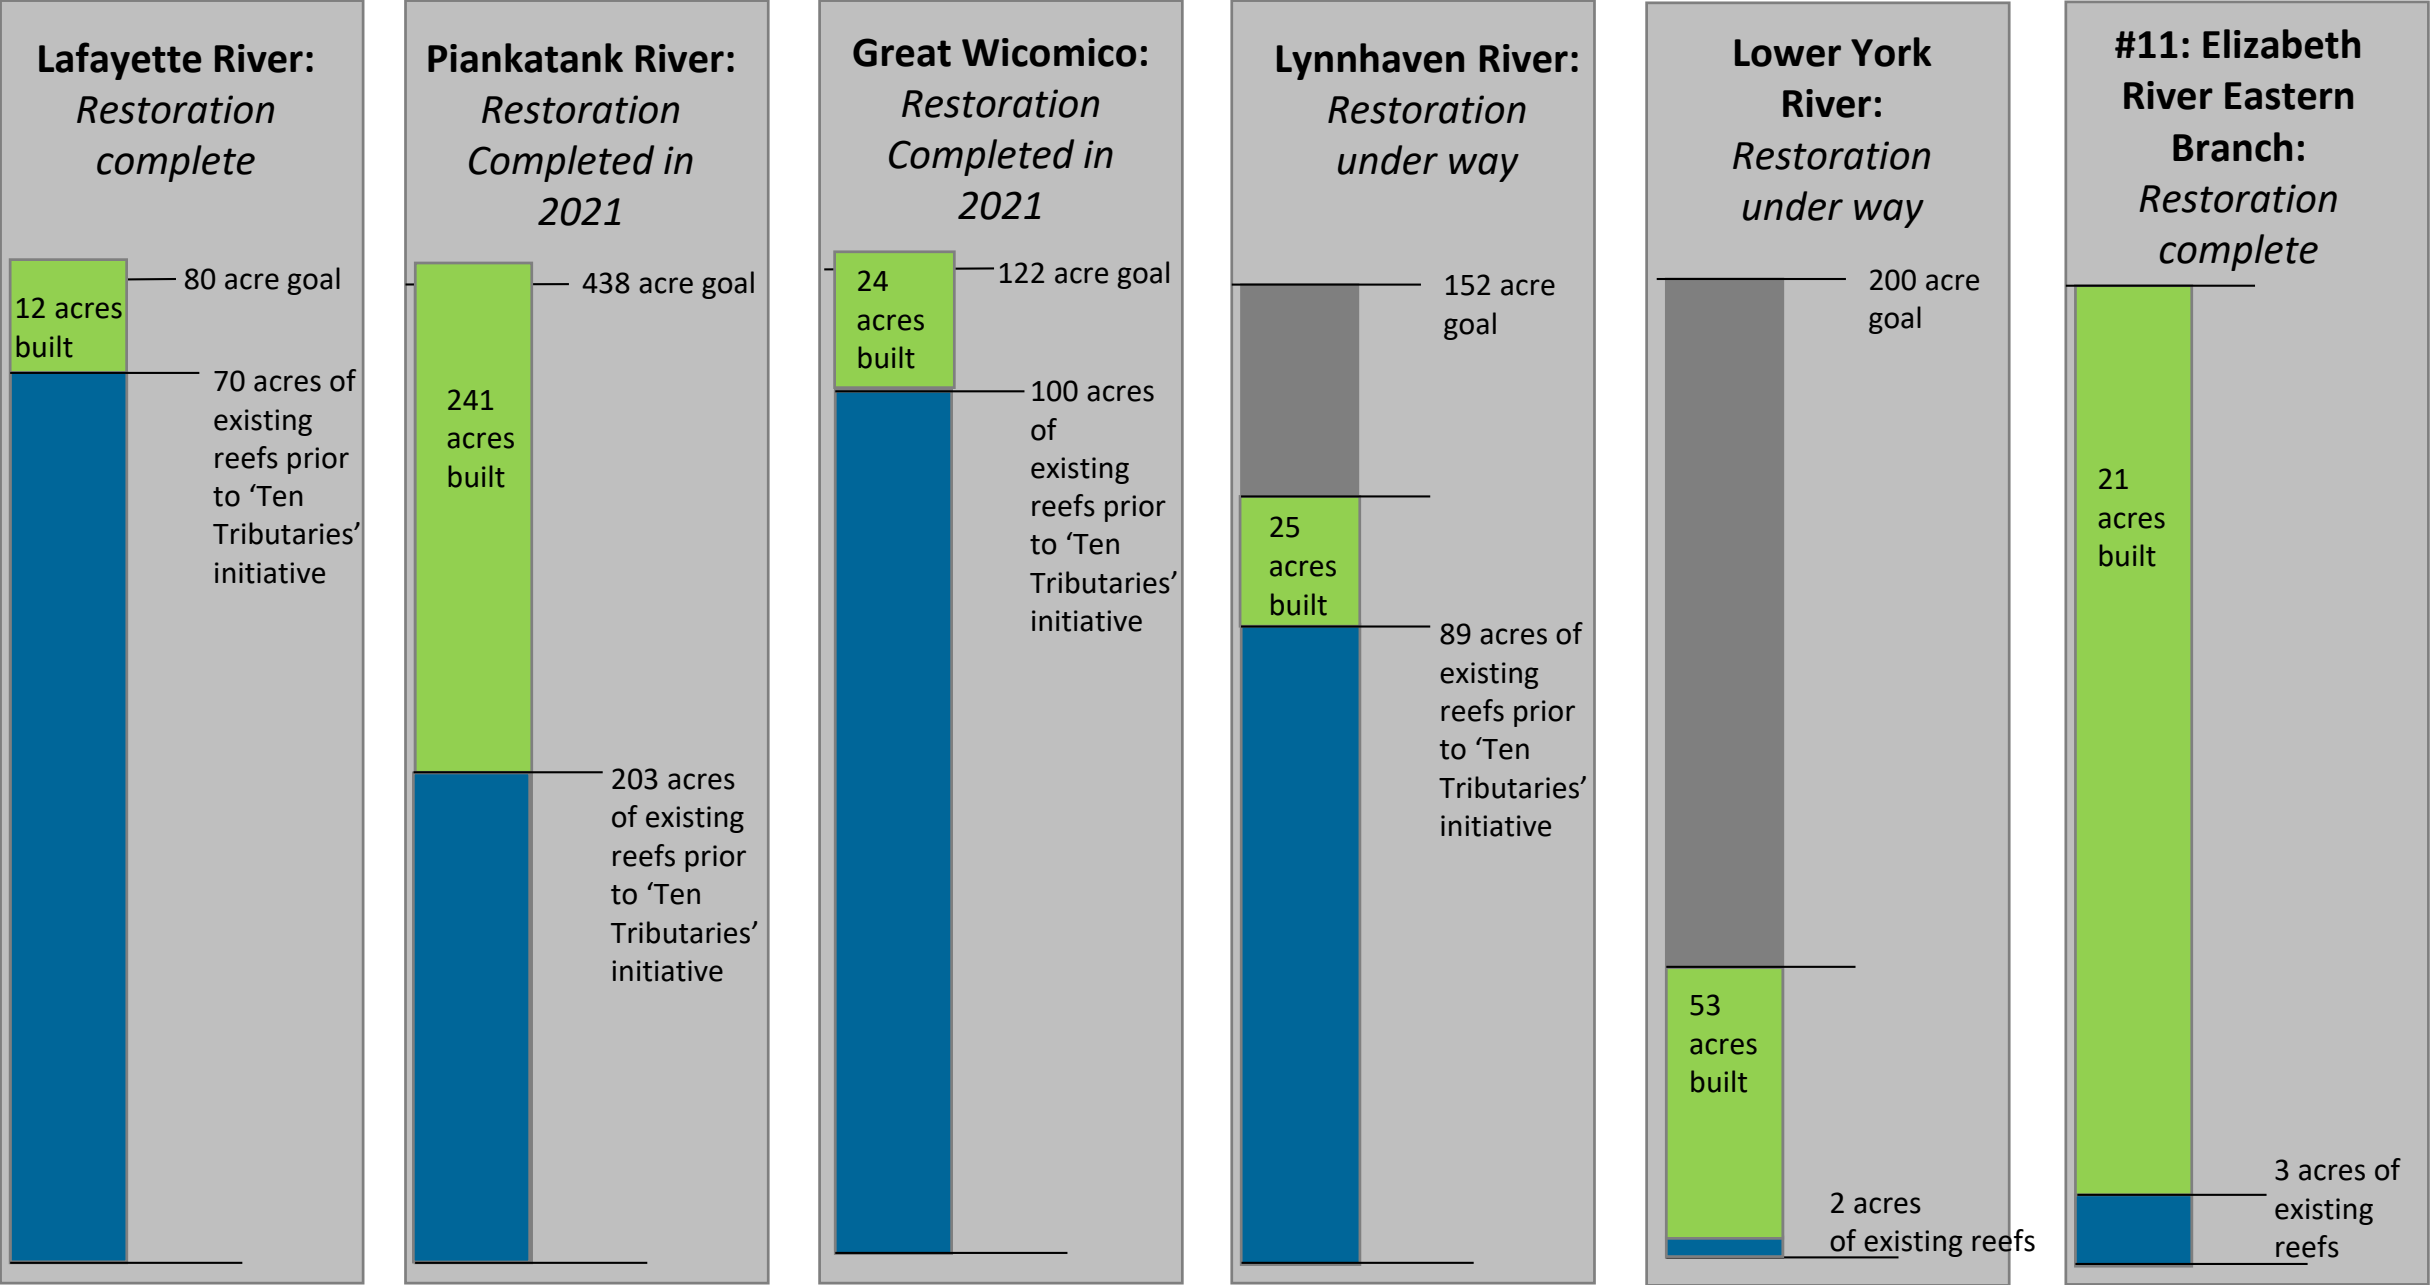 Lafayette River:
Restoration
complete
80 acre goal
12 acres
built
70 acres of
existing
reefs prior
to ‘Ten
Tributaries’
initiative
Piankatank River:
Restoration
Completed in
2021
438 acre goal
241
acres
built
203 acres
of existing
reefs prior
to ‘Ten
Tributaries’
initiative
Great Wicomico:
Restoration
Completed in
2021
122 acre goal
24
acres
built
100 acres
of
existing
reefs prior
to ‘Ten
Tributaries’
initiative
Lynnhaven River:
Restoration
under way
152 acre
goal
25
acres
built
89 acres of
existing
reefs prior
to ‘Ten
Tributaries’
initiative
Lower York
River:
Restoration
under way
200 acre
goal
53
acres
built
2 acres
of existing reefs
#11: Elizabeth
River Eastern
Branch:
Restoration
complete
21
acres
built
3 acres of
existing
reefs